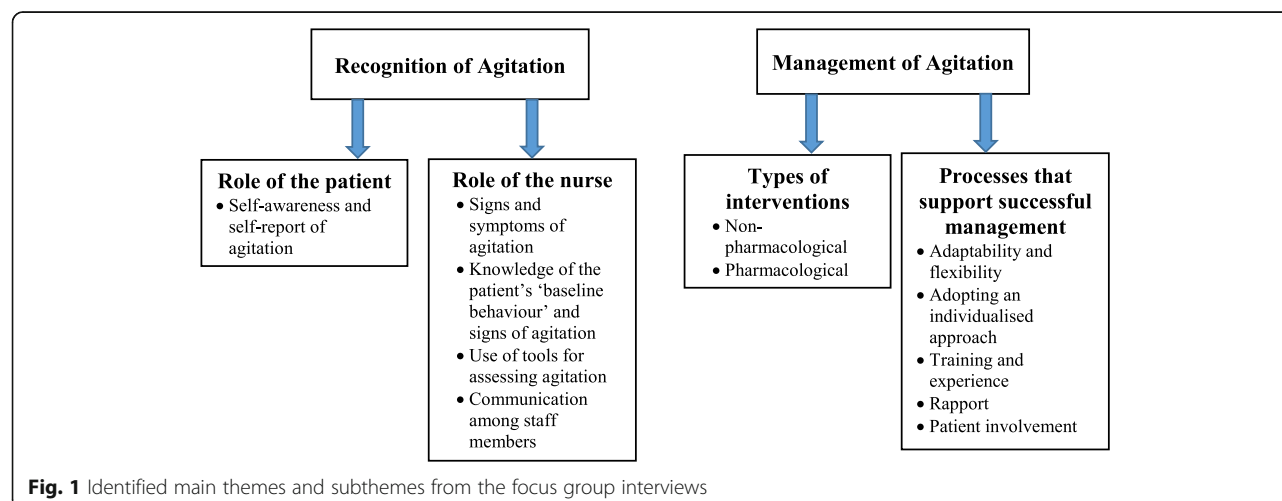 Recognition of Agitation
Management of Agitation
Role of the patient
• Self-awareness and
self-report of
agitation
Role of the nurse
• Signs and
symptoms of
agitation
• Knowledge of the
patient's ‘baseline
behaviour’ and
signs of agitation
• Use of tools for
assessing agitation
• Communication
among staff
members
Types of
interventions
• Non-
pharmacological
• Pharmacological
Processes that
support successful
management
• Adaptability and
flexibility
• Adopting an
individualised
approach
• Training and
experience
• Rapport
• Patient involvement
Fig. 1 Identified main themes and subthemes from the focus group interviews